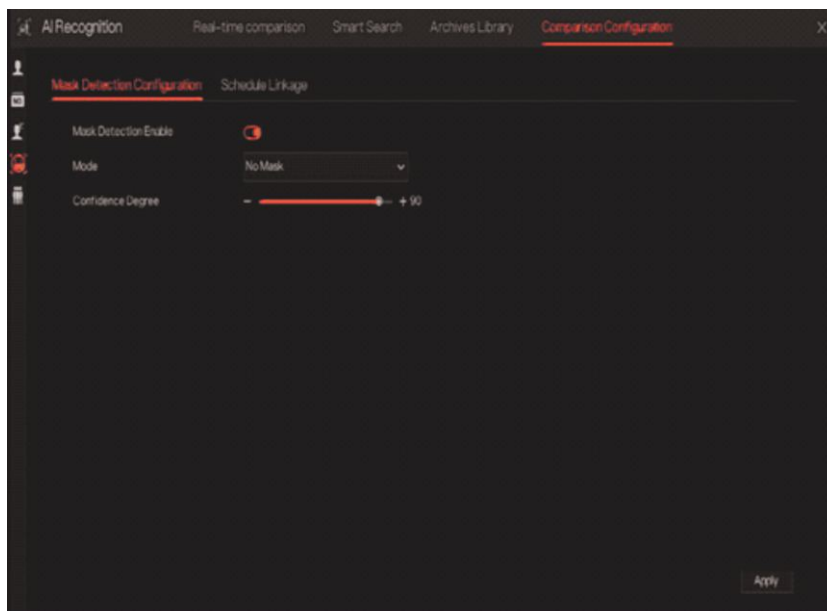 AI Recognition Real-time comparison Smart Search Archives Library Comparison Configuration X
Mask Detection Configuration Schedule Linkage
Mask Detection Enable
Mode No Mask
Confidence Degree - + 90
Apply